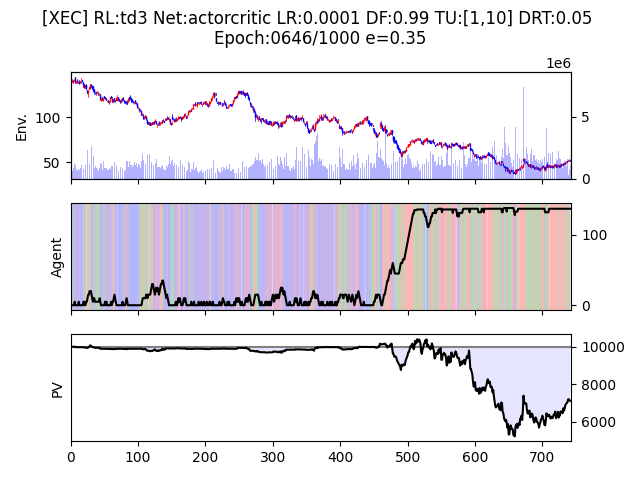 [XEC] RL:td3 Net:actorcritic LR:0.0001 DF:0.99 TU:[1,10] DRT:0.05
Epoch:0646/1000 e=0.35
1e6
Env.
100
50
5
0
Agent
100
0
PV
10000
8000
6000
0 100 200 300 400 500 600 700